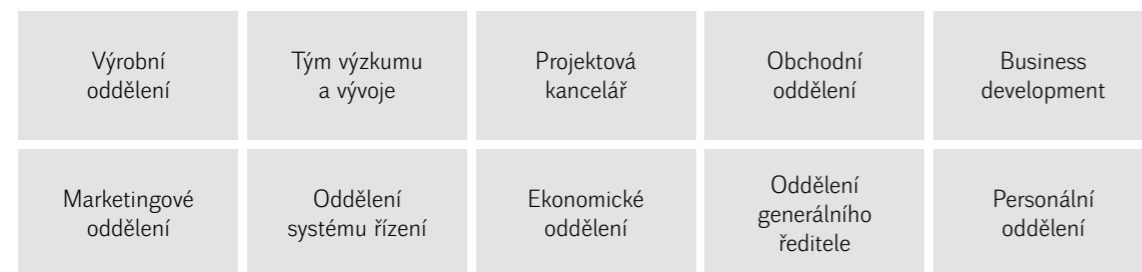 Výrobní
oddělení
Tým výzkumu
a vývoje
Projektová
kancelář
Obchodní
oddělení
Business
development
Marketingové
oddělení
Oddělení
systému řízení
Ekonomické
oddělení
Oddělení
generálního
ředitele
Personální
oddělení